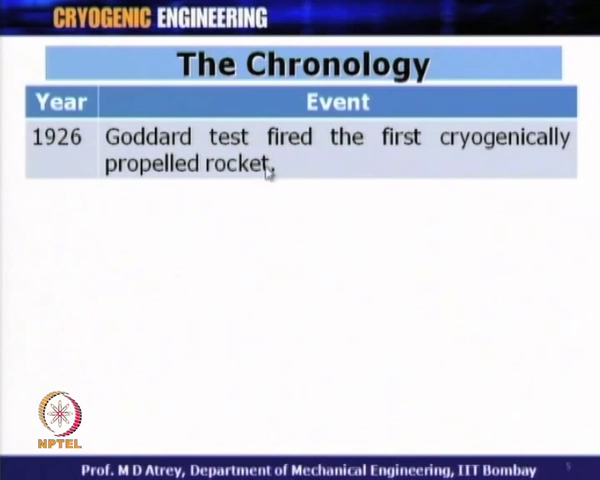 CRYOGENIC ENGINEERING
The Chronology
Year Event
1926 Goddard test fired the first cryogenically
propelled rocket.
NPTEL
Prof. M D Atrey, Department of Mechanical Engineering, IIT Bombay 5